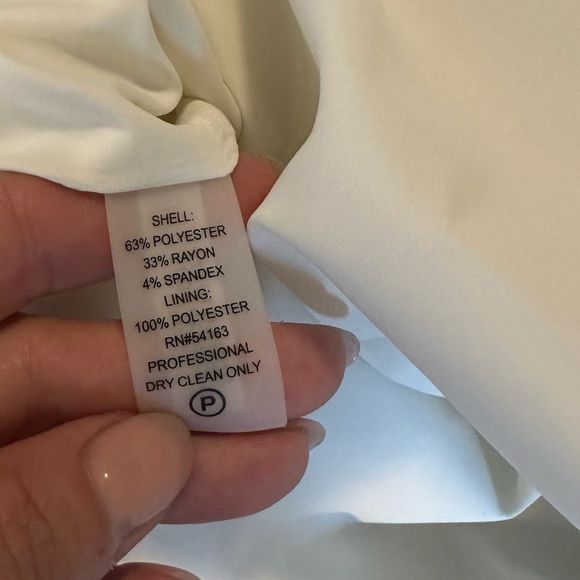 SHELL:
63% POLYESTER
33% RAYON
4% SPANDEX
LINING:
100% POLYESTER
RN#54163
PROFESSIONAL
DRY CLEAN ONLY
P